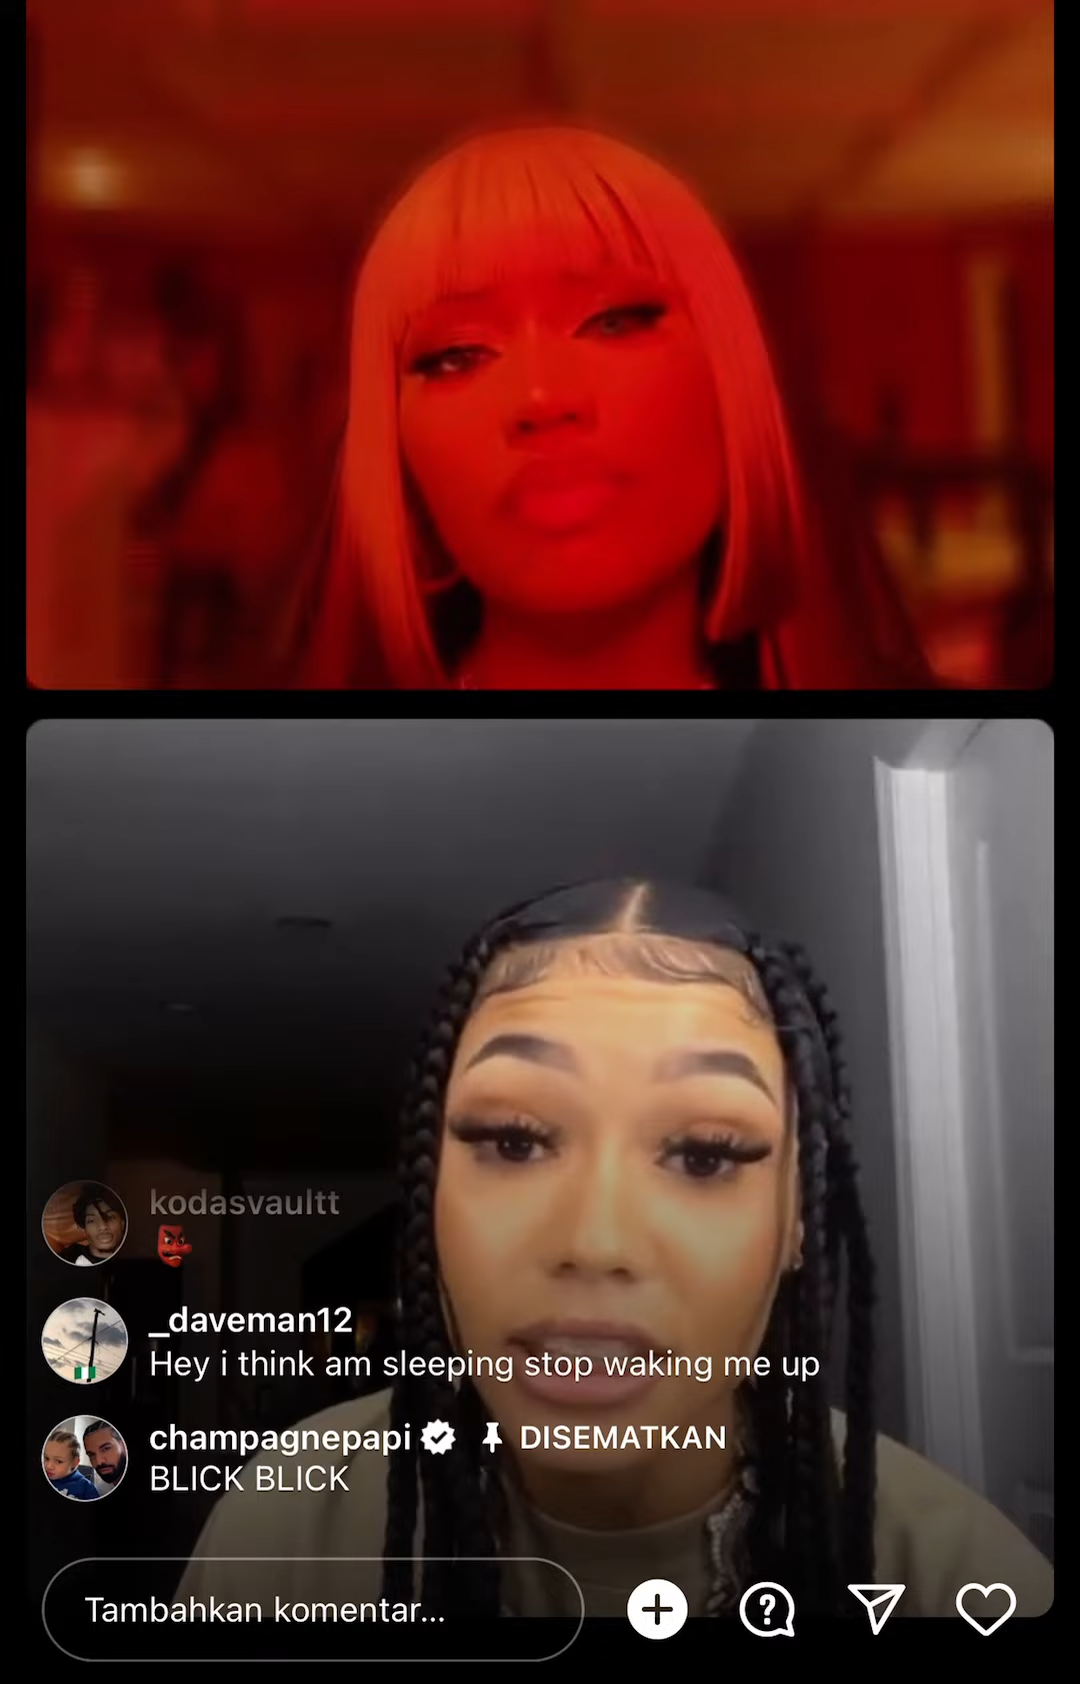 kodasvaultt
👺
_daveman12
Hey i think am sleeping stop waking me up
champagnepapi DISEMATKAN
BLICK BLICK
Tambahkan komentar...